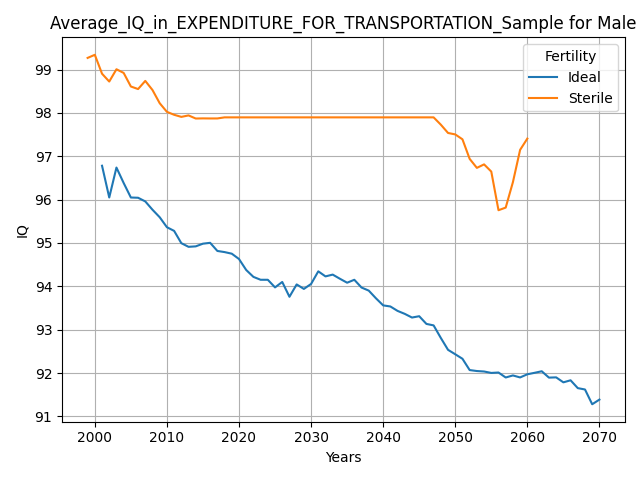 Average_IQ_in_EXPENDITURE_FOR_TRANSPORTATION_Sample for Male
Fertility
Ideal
Sterile
99
98
97
96
95
94
93
92
91
IQ
2000 2010 2020 2030 2040 2050 2060 2070
Years